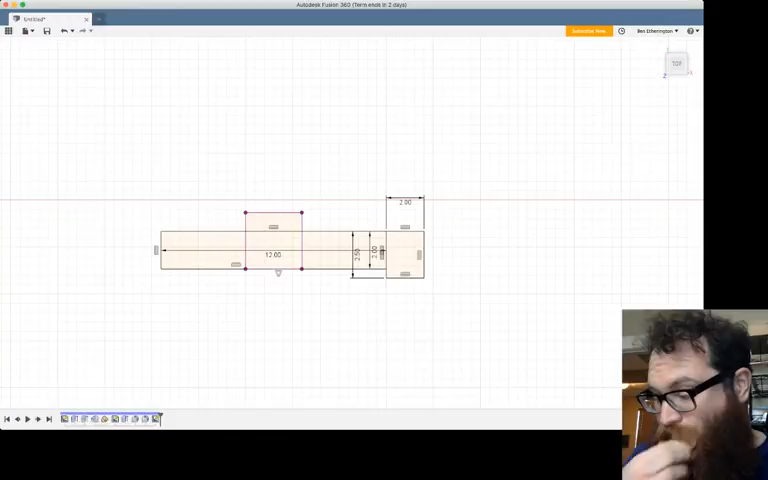 Autodesk Fusion 360 (Term ends in 2 days)
Untitled*
Subscribe Now
Ben Etherington
TOP
Z
2.00
12.00
2.50
2.00